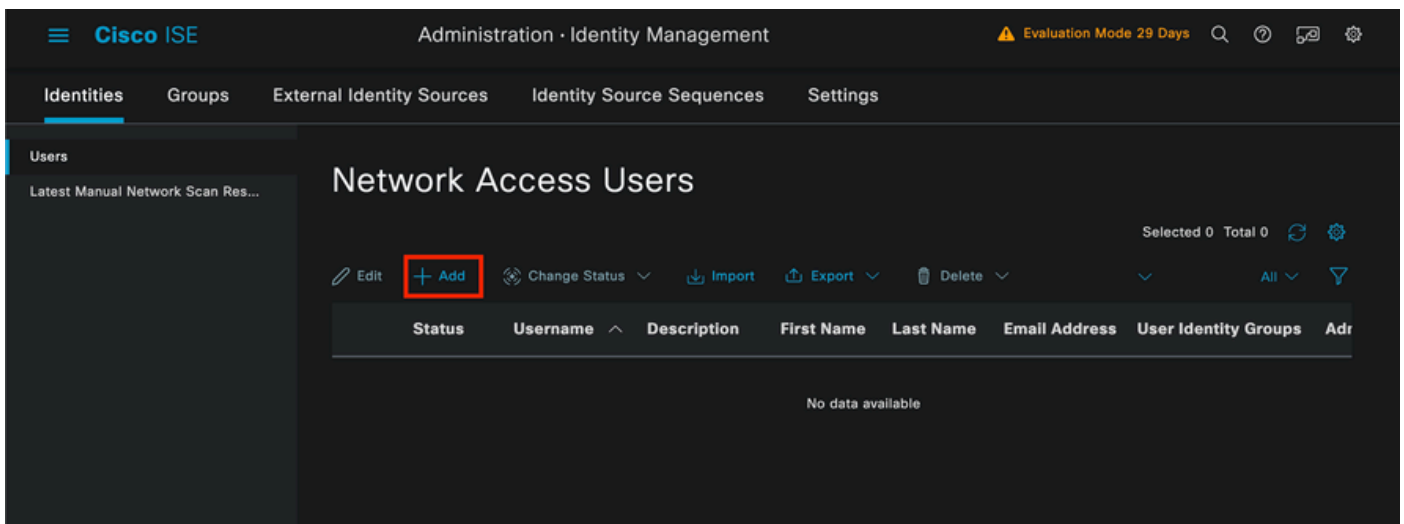 Cisco ISE
Administration · Identity Management
Evaluation Mode 29 Days
Identities Groups External Identity Sources Identity Source Sequences Settings
Users
Latest Manual Network Scan Res...
Network Access Users
Selected 0 Total 0
Edit + Add Change Status Import Export Delete All
Status Username Description First Name Last Name Email Address User Identity Groups Adr
No data available